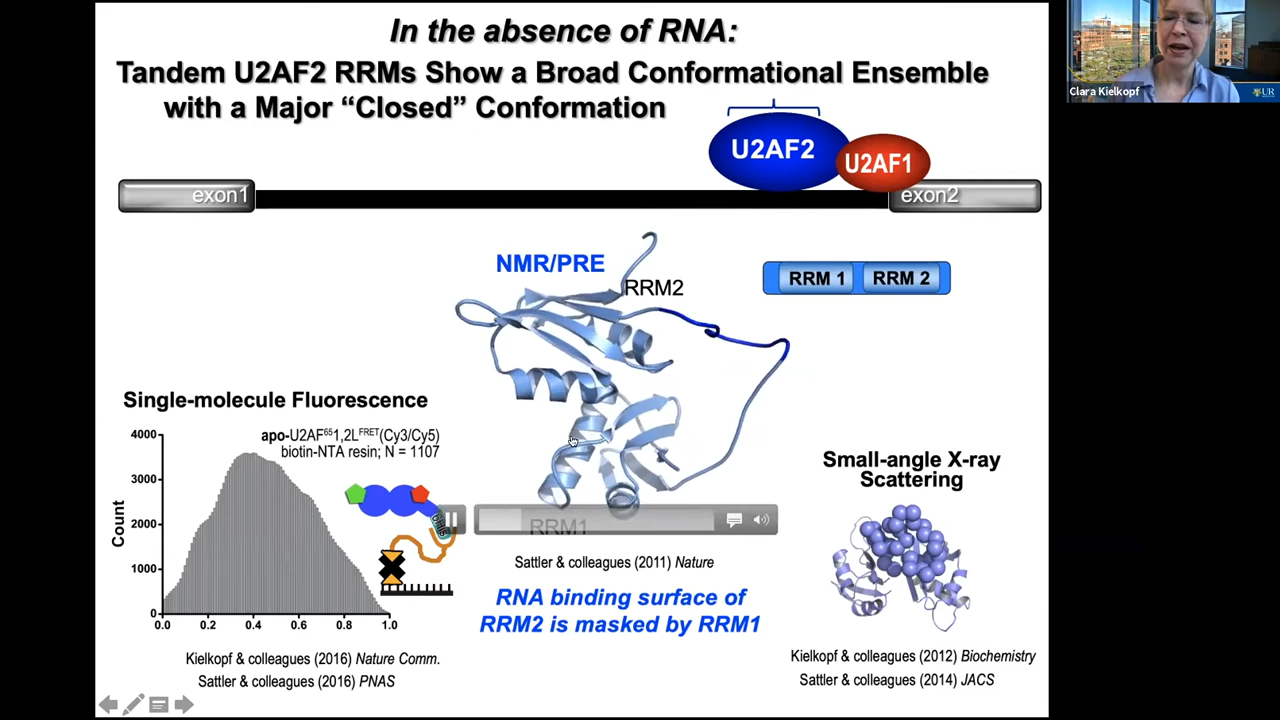 In the absence of RNA:
Tandem U2AF2 RRMs Show a Broad Conformational Ensemble
with a Major “Closed” Conformation
Clara Kielkopf
UR
U2AF2
U2AF1
exon1
exon2
NMR/PRE
RRM2
RRM 1
RRM 2
Single-molecule Fluorescence
apo-U2AF⁶⁵1,2Lᶠᴿᴱᵀ(Cy3/Cy5)
biotin-NTA resin; N = 1107
4000
3000
2000
1000
0
Count
0.0 0.2 0.4 0.6 0.8 1.0
Kielkopf & colleagues (2016) Nature Comm.
Sattler & colleagues (2016) PNAS
RRM1
Sattler & colleagues (2011) Nature
RNA binding surface of
RRM2 is masked by RRM1
Small-angle X-ray
Scattering
Kielkopf & colleagues (2012) Biochemistry
Sattler & colleagues (2014) JACS